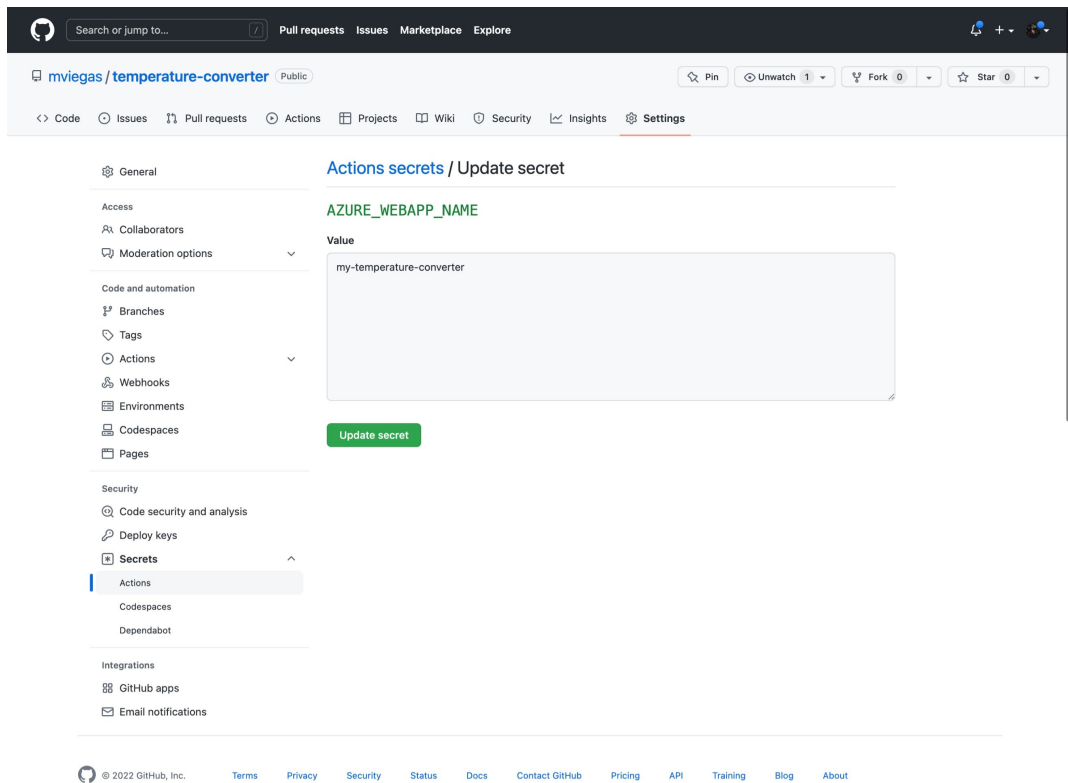 Search or jump to... / Pull requests Issues Marketplace Explore
mviegas / temperature-converter Public Pin Unwatch 1 Fork 0 Star 0
Code Issues Pull requests Actions Projects Wiki Security Insights Settings
General
Access
Collaborators
Moderation options
Code and automation
Branches
Tags
Actions
Webhooks
Environments
Codespaces
Pages
Security
Code security and analysis
Deploy keys
Secrets
Actions
Codespaces
Dependabot
Integrations
GitHub apps
Email notifications
Actions secrets / Update secret
AZURE_WEBAPP_NAME
Value
my-temperature-converter
Update secret
© 2022 GitHub, Inc. Terms Privacy Security Status Docs Contact GitHub Pricing API Training Blog About